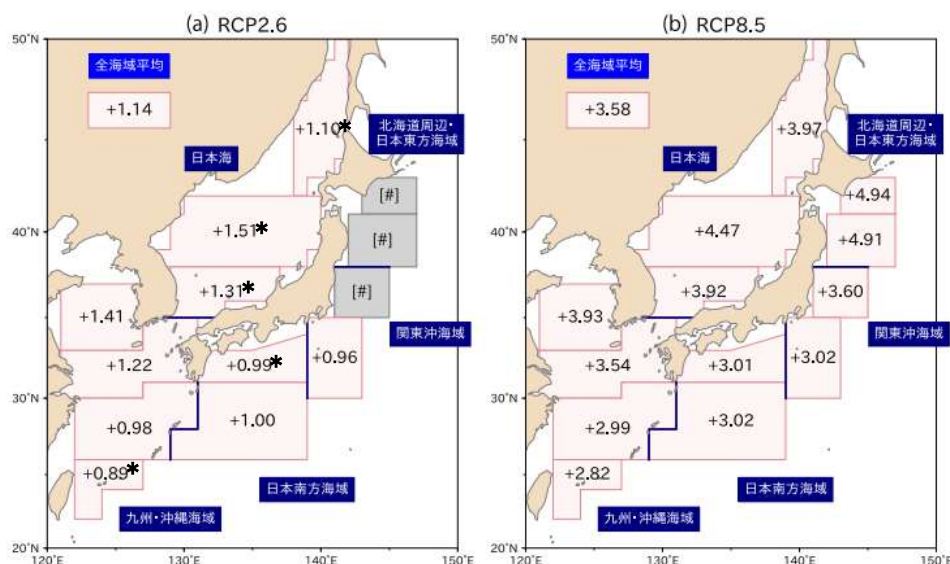 (a) RCP2.6
50°N
全海域平均
+1.14
+1.10*
北海道周辺・
日本東方海域
日本海
[#]
40°N
+1.51*
[#]
+1.31*
[#]
+1.41
関東沖海域
+1.22
+0.99*
+0.96
30°N
+0.98
+1.00
+0.89*
日本南方海域
九州・沖縄海域
20°N
120°E
130°E
140°E
150°E
(b) RCP8.5
50°N
全海域平均
+3.58
+3.97
北海道周辺・
日本東方海域
日本海
+4.94
40°N
+4.47
+4.91
+3.92
+3.60
+3.93
関東沖海域
+3.54
+3.01
+3.02
30°N
+2.99
+3.02
+2.82
日本南方海域
九州・沖縄海域
20°N
120°E
130°E
140°E
150°E